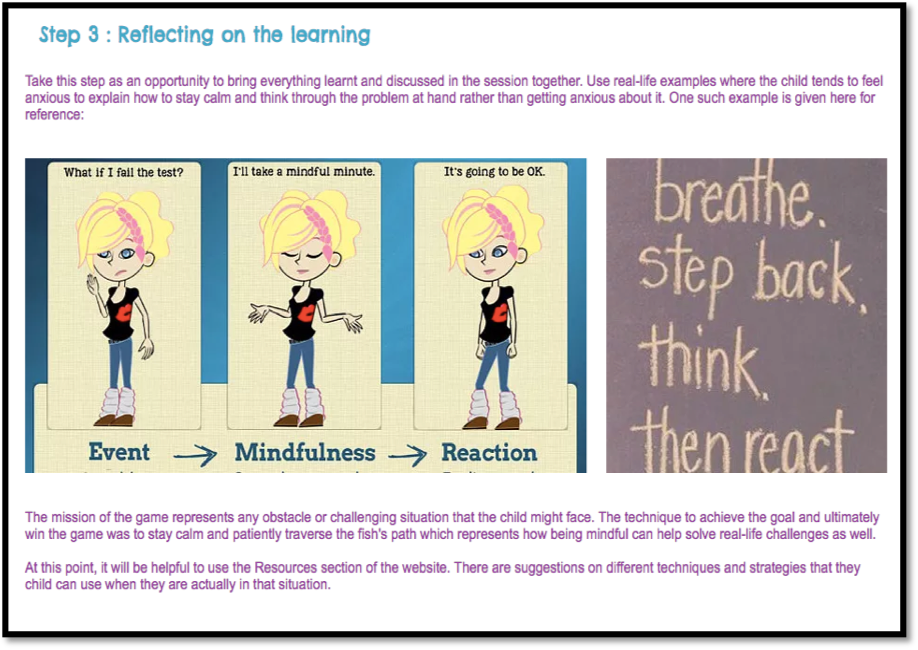 Step 3 : Reflecting on the learning
Take this step as an opportunity to bring everything learnt and discussed in the session together. Use real-life examples where the child tends to feel
anxious to explain how to stay calm and think through the problem at hand rather than getting anxious about it. One such example is given here for
reference:
What if I fail the test?
I'll take a mindful minute.
It's going to be OK.
Event → Mindfulness → Reaction
breathe.
step back,
think,
then react
The mission of the game represents any obstacle or challenging situation that the child might face. The technique to achieve the goal and ultimately
win the game was to stay calm and patiently traverse the fish's path which represents how being mindful can help solve real-life challenges as well.
At this point, it will be helpful to use the Resources section of the website. There are suggestions on different techniques and strategies that they
child can use when they are actually in that situation.